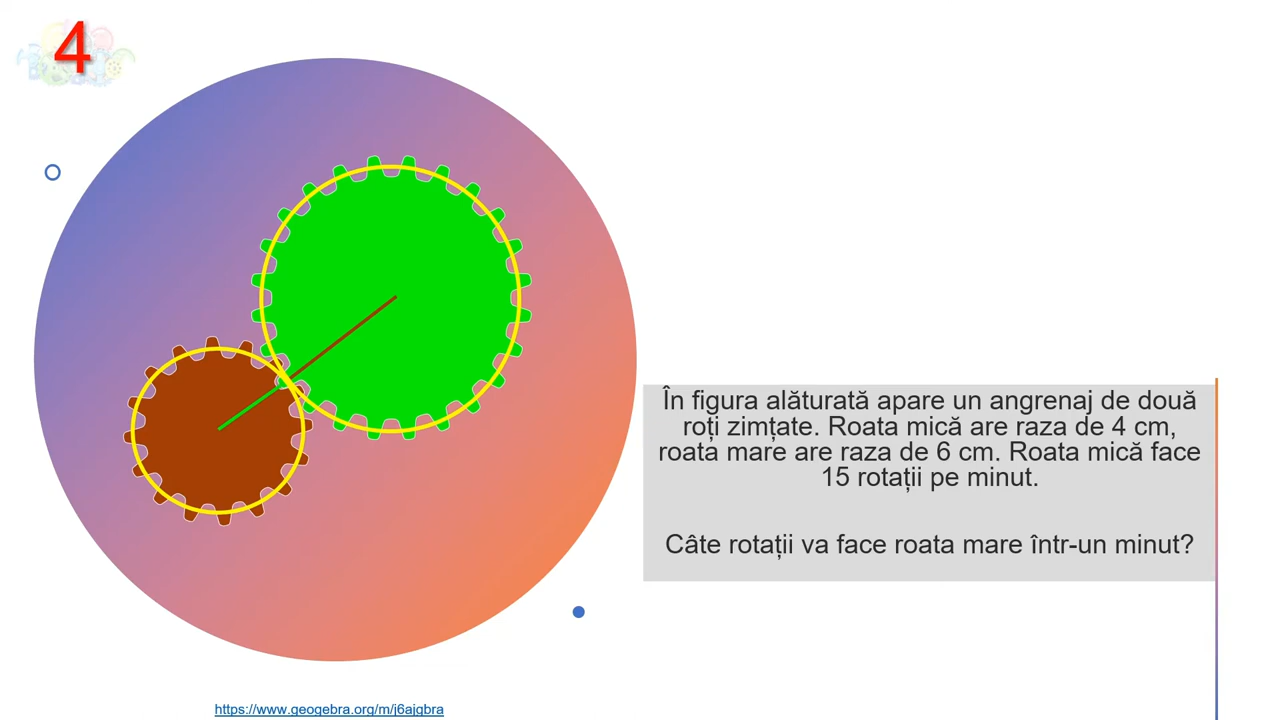 4
În figura alăturată apare un angrenaj de două
roți zimțate. Roata mică are raza de 4 cm,
roata mare are raza de 6 cm. Roata mică face
15 rotații pe minut.
Câte rotații va face roata mare într-un minut?
https://www.geogebra.org/m/j6ajgbra